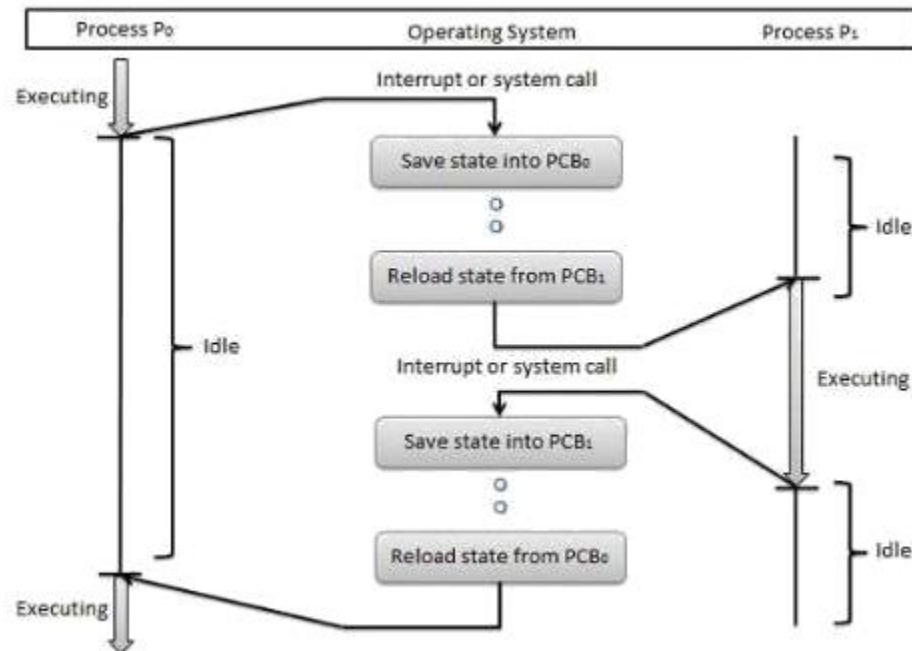 Process P₀ Operating System Process P₁
Interrupt or system call
Executing
Save state into PCB₀
Idle
Reload state from PCB₁
Idle
Interrupt or system call
Executing
Save state into PCB₁
Idle
Reload state from PCB₀
Executing